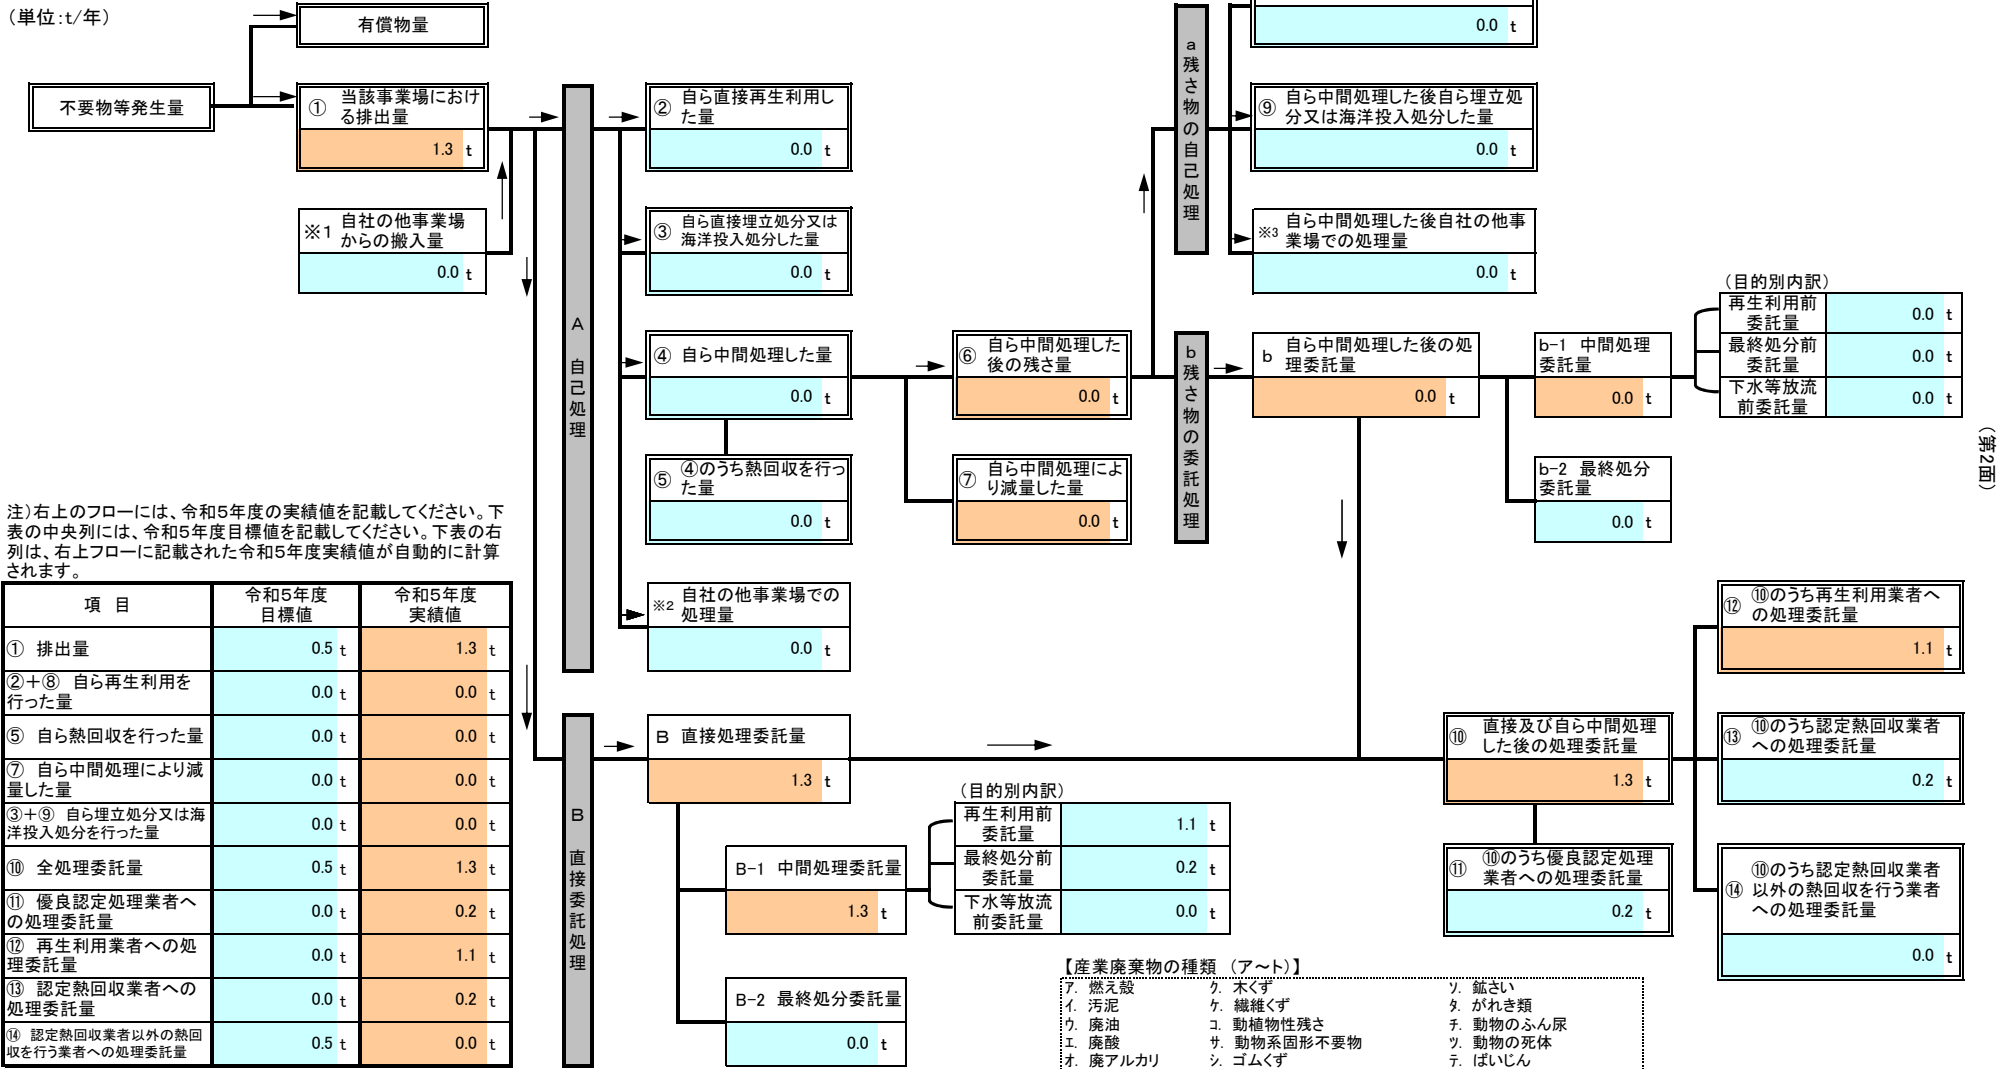 （単位:t/年）
有償物量
不要物等発生量
① 当該事業場におけ
る排出量
1.3 t
※1 自社の他事業場
からの搬入量
0.0 t
A 自己処理
② 自ら直接再生利用し
た量
0.0 t
③ 自ら直接埋立処分又は
海洋投入処分した量
0.0 t
④ 自ら中間処理した量
0.0 t
⑤ ④のうち熱回収を行っ
た量
0.0 t
※2 自社の他事業場での
処理量
0.0 t
⑥ 自ら中間処理した
後の残さ量
0.0 t
⑦ 自ら中間処理によ
り減量した量
0.0 t
a 残さ物の自己処理
0.0 t
⑨ 自ら中間処理した後自ら埋立処
分又は海洋投入処分した量
0.0 t
※3 自ら中間処理した後自社の他事
業場での処理量
0.0 t
b 残さ物の委託処理
b 自ら中間処理した後の処
理委託量
0.0 t
b-1 中間処理
委託量
0.0 t
b-2 最終処分
委託量
0.0 t
（目的別内訳）
再生利用前
委託量
0.0 t
最終処分前
委託量
0.0 t
下水等放流
前委託量
0.0 t
（第2面）
注）右上のフローには、令和5年度の実績値を記載してください。下
表の中央列には、令和5年度目標値を記載してください。下表の右
列は、右上フローに記載された令和5年度実績値が自動的に計算
されます。
項 目 令和5年度 目標値 令和5年度 実績値
① 排出量 0.5 t 1.3 t
②＋⑧ 自ら再生利用を
行った量 0.0 t 0.0 t
⑤ 自ら熱回収を行った量 0.0 t 0.0 t
⑦ 自ら中間処理により減
量した量 0.0 t 0.0 t
③＋⑨ 自ら埋立処分又は海
洋投入処分を行った量 0.0 t 0.0 t
⑩ 全処理委託量 0.5 t 1.3 t
⑪ 優良認定処理業者へ
の処理委託量 0.0 t 0.2 t
⑫ 再生利用業者への処
理委託量 0.0 t 1.1 t
⑬ 認定熱回収業者への
処理委託量 0.0 t 0.2 t
⑭ 認定熱回収業者以外の熱回
収を行う業者への処理委託量 0.5 t 0.0 t
B 直接委託処理
B 直接処理委託量
1.3 t
B-1 中間処理委託量
1.3 t
B-2 最終処分委託量
0.0 t
（目的別内訳）
再生利用前
委託量
1.1 t
最終処分前
委託量
0.2 t
下水等放流
前委託量
0.0 t
⑩ 直接及び自ら中間処理
した後の処理委託量
1.3 t
⑪ ⑩のうち優良認定処理
業者への処理委託量
0.2 t
⑫ ⑩のうち再生利用業者へ
の処理委託量
1.1 t
⑬ ⑩のうち認定熱回収業者
への処理委託量
0.2 t
⑭ ⑩のうち認定熱回収業者
以外の熱回収を行う業者
への処理委託量
0.0 t
【産業廃棄物の種類 （ア～ト）】
ア. 燃え殻 ク. 木くず ソ. 鉱さい
イ. 汚泥 ケ. 繊維くず タ. がれき類
ウ. 廃油 コ. 動植物性残さ チ. 動物のふん尿
エ. 廃酸 サ. 動物系固形不要物 ツ. 動物の死体
オ. 廃アルカリ シ. ゴムくず テ. ばいじん